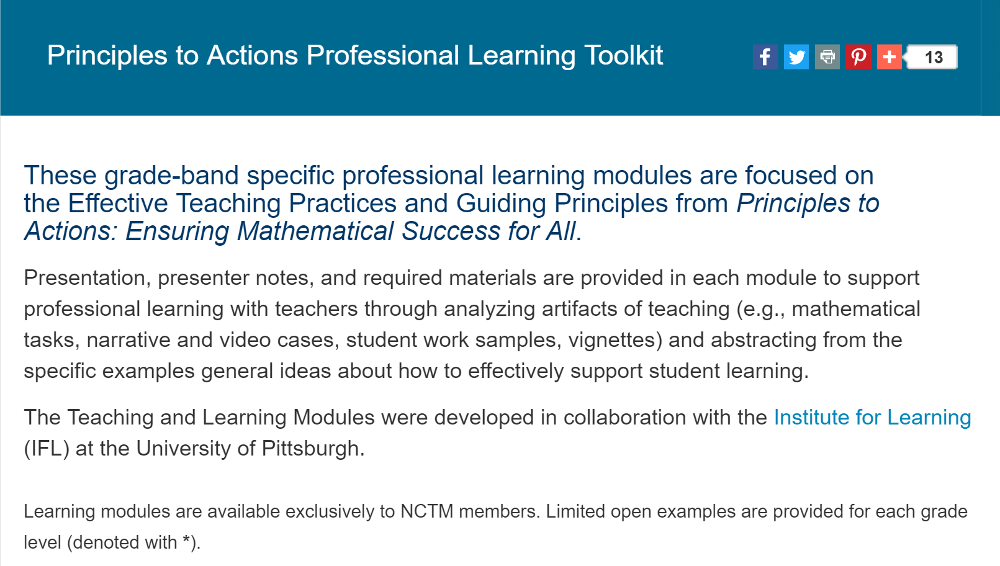 Principles to Actions Professional Learning Toolkit
13
These grade-band specific professional learning modules are focused on
the Effective Teaching Practices and Guiding Principles from Principles to
Actions: Ensuring Mathematical Success for All.
Presentation, presenter notes, and required materials are provided in each module to support
professional learning with teachers through analyzing artifacts of teaching (e.g., mathematical
tasks, narrative and video cases, student work samples, vignettes) and abstracting from the
specific examples general ideas about how to effectively support student learning.
The Teaching and Learning Modules were developed in collaboration with the Institute for Learning
(IFL) at the University of Pittsburgh.
Learning modules are available exclusively to NCTM members. Limited open examples are provided for each grade
level (denoted with *).